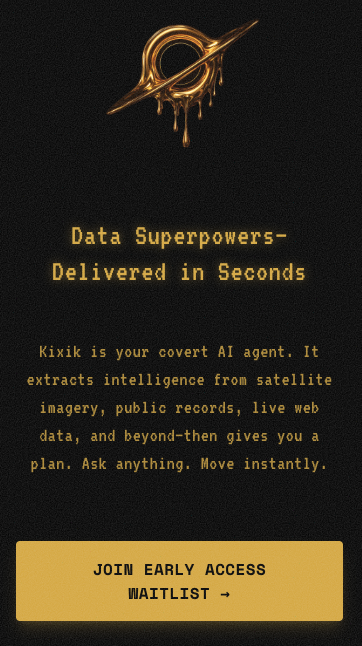 Data Superpowers-
Delivered in Seconds
Kixik is your covert AI agent. It
extracts intelligence from satellite
imagery, public records, live web
data, and beyond-then gives you a
plan. Ask anything. Move instantly.
JOIN EARLY ACCESS
WAITLIST →